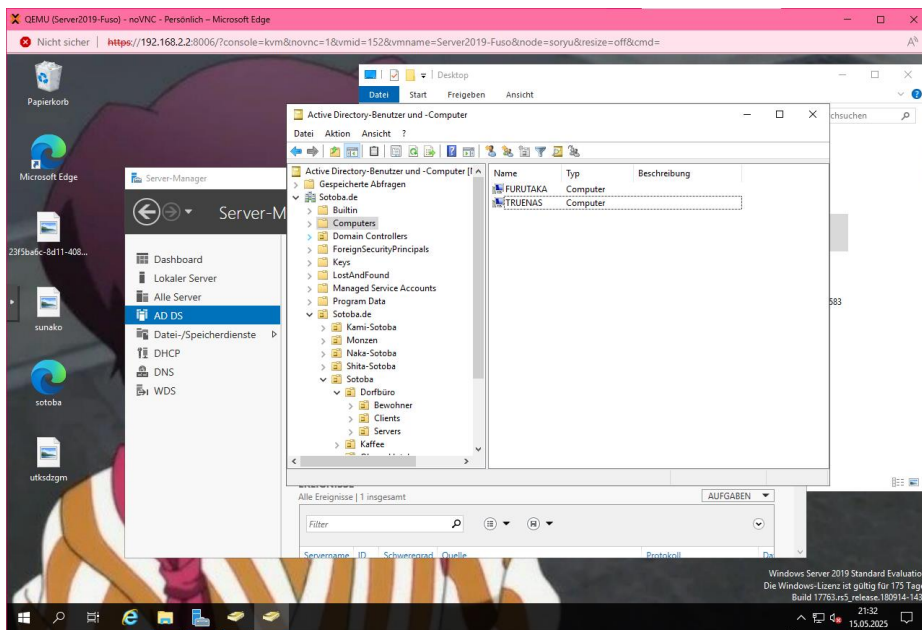 QEMU (Server2019-Fuso) - noVNC - Persönlich – Microsoft Edge
Nicht sicher
https://192.168.2.2:8006/?console=kvm&novnc=1&vmid=152&vmname=Server2019-Fuso&node=soryu&resize=off&cmd=
Papierkorb
Microsoft Edge
23f5ba6c-8d11-408...
sunako
sotoba
utksdzgm
Desktop
Datei Start Freigeben Ansicht
chsuchen
583
Server-Manager
Server-M
Dashboard
Lokaler Server
Alle Server
AD DS
Datei-/Speicherdienste
DHCP
DNS
WDS
Active Directory-Benutzer und -Computer
Datei Aktion Ansicht ?
Active Directory-Benutzer und -Computer [
Gespeicherte Abfragen
Sotoba.de
Builtin
Computers
Domain Controllers
ForeignSecurityPrincipals
Keys
LostAndFound
Managed Service Accounts
Program Data
Sotoba.de
Kami-Sotoba
Monzen
Naka-Sotoba
Shita-Sotoba
Sotoba
Dorfbüro
Bewohner
Clients
Servers
Kaffee
Name Typ Beschreibung
FURUTAKA Computer
TRUENAS Computer
Alle Ereignisse | 1 insgesamt
AUFGABEN
Filter
Servername ID Schweregrad Quelle Protokoll Da
Windows Server 2019 Standard Evaluatio
Die Windows-Lizenz ist gültig für 175 Tage
Build 17763.rs5_release.180914-143
21:32
15.05.2025